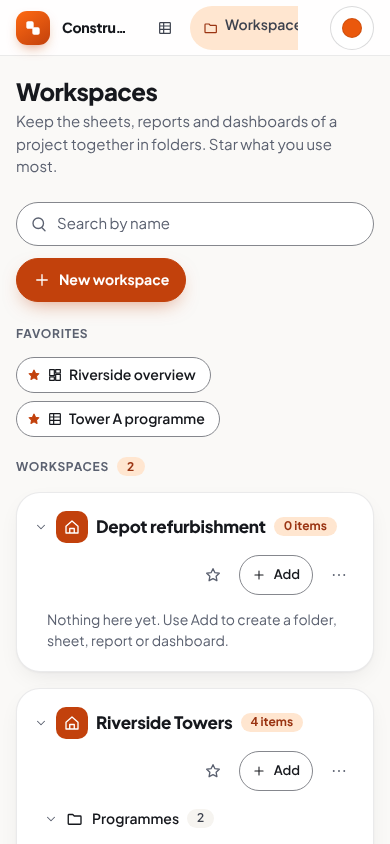 Constru...
Workspace
Workspaces
Keep the sheets, reports and dashboards of a
project together in folders. Star what you use
most.
Search by name
New workspace
FAVORITES
Riverside overview
Tower A programme
WORKSPACES 2
Depot refurbishment 0 items
Add
Nothing here yet. Use Add to create a folder,
sheet, report or dashboard.
Riverside Towers 4 items
Add
Programmes 2